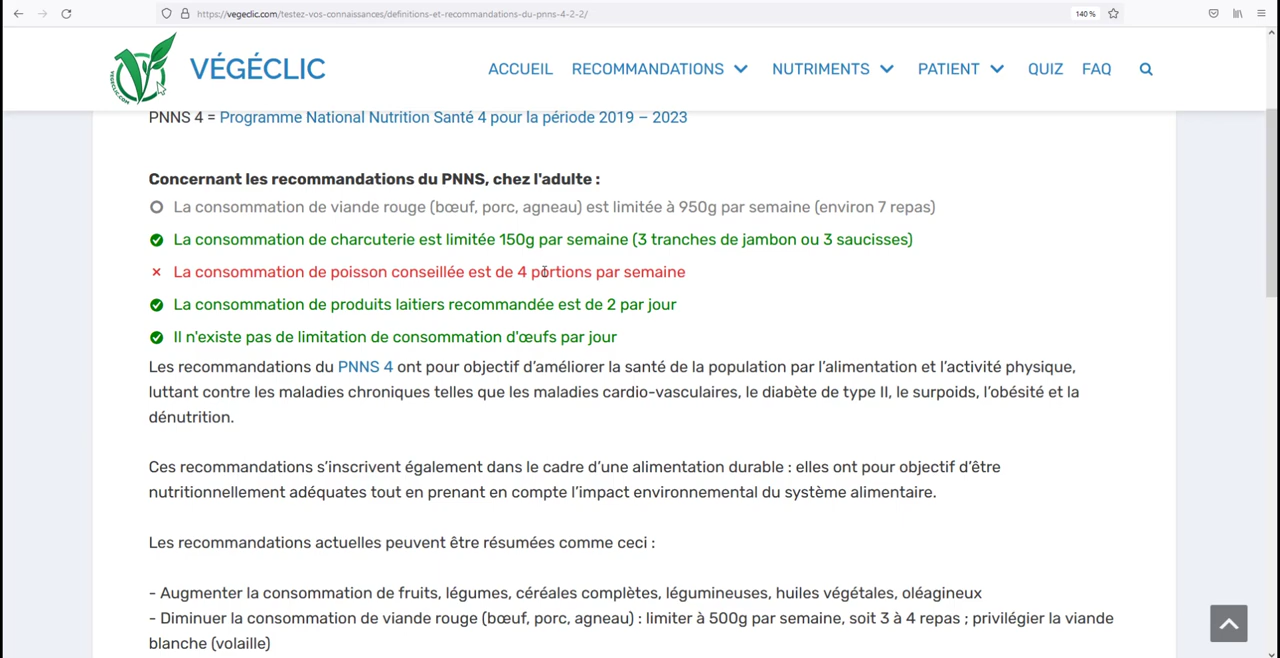 https://vegeclic.com/testez-vos-connaissances/definitions-et-recommandations-du-pnns-4-2-2/
140 %
VÉGÉCLIC
ACCUEIL RECOMMANDATIONS NUTRIMENTS PATIENT QUIZ FAQ
PNNS 4 = Programme National Nutrition Santé 4 pour la période 2019 – 2023
Concernant les recommandations du PNNS, chez l'adulte :
La consommation de viande rouge (bœuf, porc, agneau) est limitée à 950g par semaine (environ 7 repas)
La consommation de charcuterie est limitée 150g par semaine (3 tranches de jambon ou 3 saucisses)
La consommation de poisson conseillée est de 4 portions par semaine
La consommation de produits laitiers recommandée est de 2 par jour
Il n'existe pas de limitation de consommation d'œufs par jour
Les recommandations du PNNS 4 ont pour objectif d’améliorer la santé de la population par l’alimentation et l’activité physique,
luttant contre les maladies chroniques telles que les maladies cardio-vasculaires, le diabète de type II, le surpoids, l’obésité et la
dénutrition.
Ces recommandations s’inscrivent également dans le cadre d’une alimentation durable : elles ont pour objectif d’être
nutritionnellement adéquates tout en prenant en compte l’impact environnemental du système alimentaire.
Les recommandations actuelles peuvent être résumées comme ceci :
- Augmenter la consommation de fruits, légumes, céréales complètes, légumineuses, huiles végétales, oléagineux
- Diminuer la consommation de viande rouge (bœuf, porc, agneau) : limiter à 500g par semaine, soit 3 à 4 repas ; privilégier la viande
blanche (volaille)